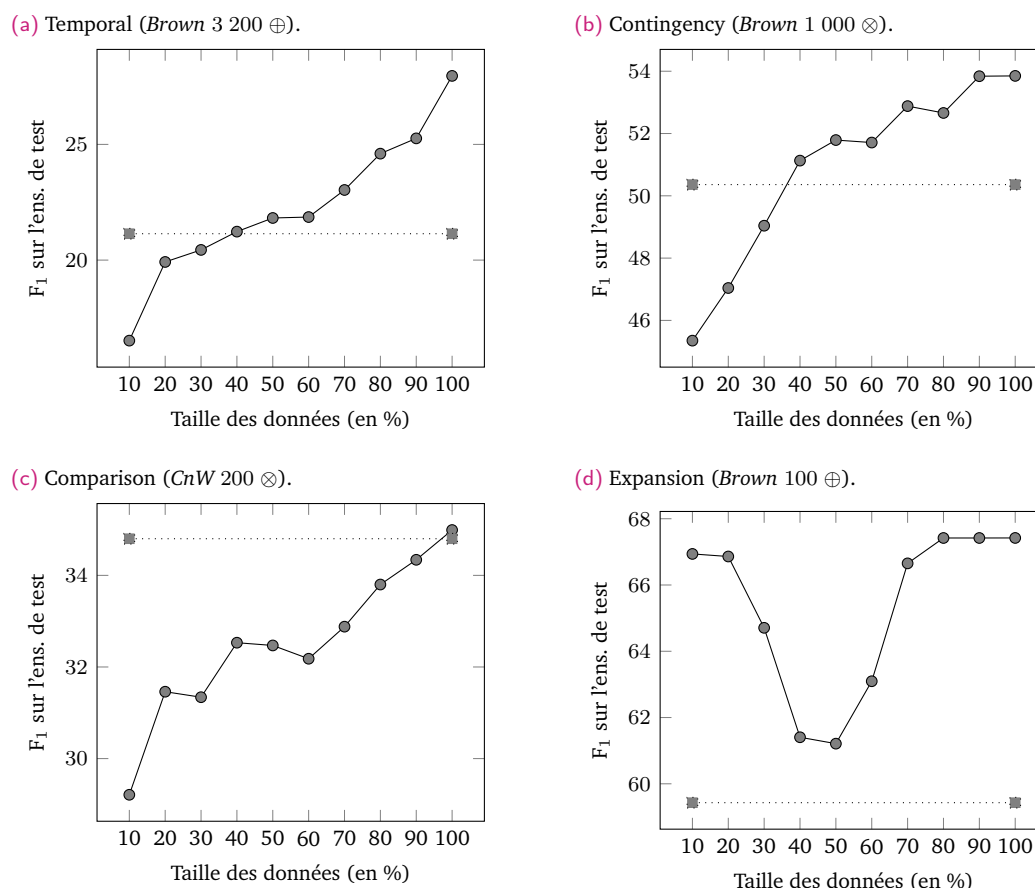 (a) Temporal (Brown 3 200 ⊕).
25
20
F₁ sur l'ens. de test
10 20 30 40 50 60 70 80 90 100
Taille des données (en %)
(b) Contingency (Brown 1 000 ⊗).
54
52
50
48
46
F₁ sur l'ens. de test
10 20 30 40 50 60 70 80 90 100
Taille des données (en %)
(c) Comparison (CnW 200 ⊗).
34
32
30
F₁ sur l'ens. de test
10 20 30 40 50 60 70 80 90 100
Taille des données (en %)
(d) Expansion (Brown 100 ⊕).
68
66
64
62
60
F₁ sur l'ens. de test
10 20 30 40 50 60 70 80 90 100
Taille des données (en %)